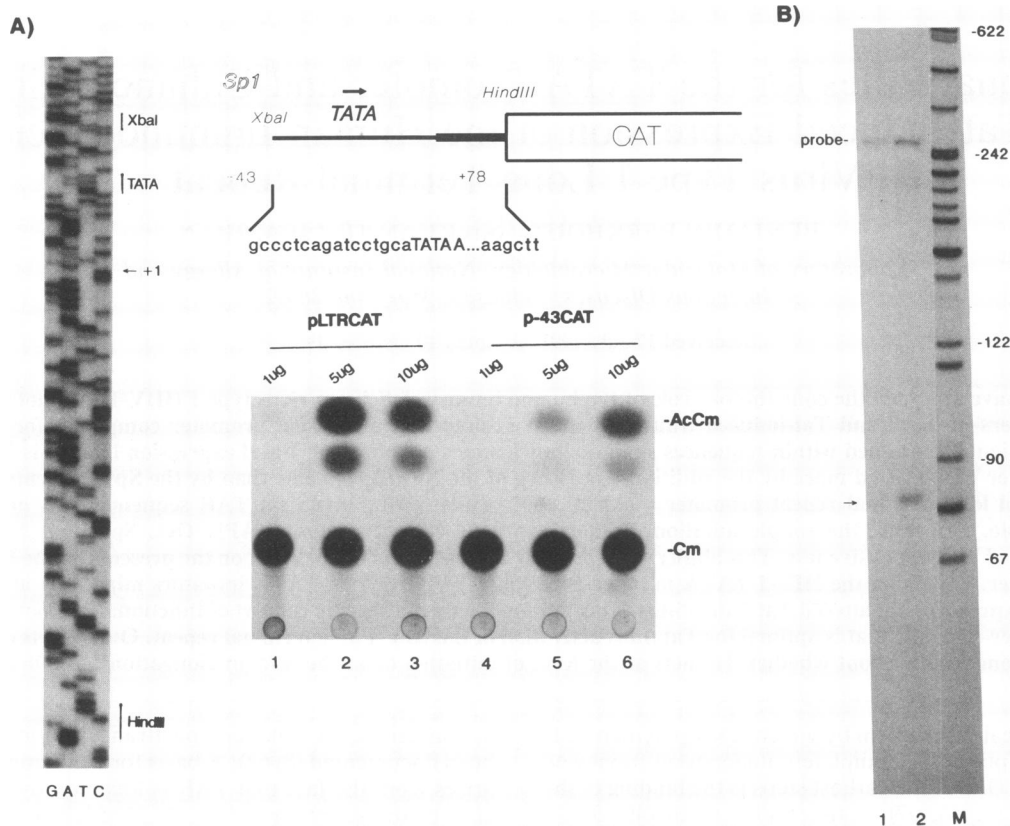 A)
XbaI
TATA
← +1
HindIII
G A T C
Sp1
XbaI
TATA
HindIII
CAT
-43
+78
gccctcagatcctgcaTATAA...aagctt
pLTRCAT
p-43CAT
1ug
5ug
10ug
1ug
5ug
10ug
-AcCm
-Cm
1 2 3 4 5 6
B)
-622
probe-
-242
-122
-90
→
-67
1 2 M